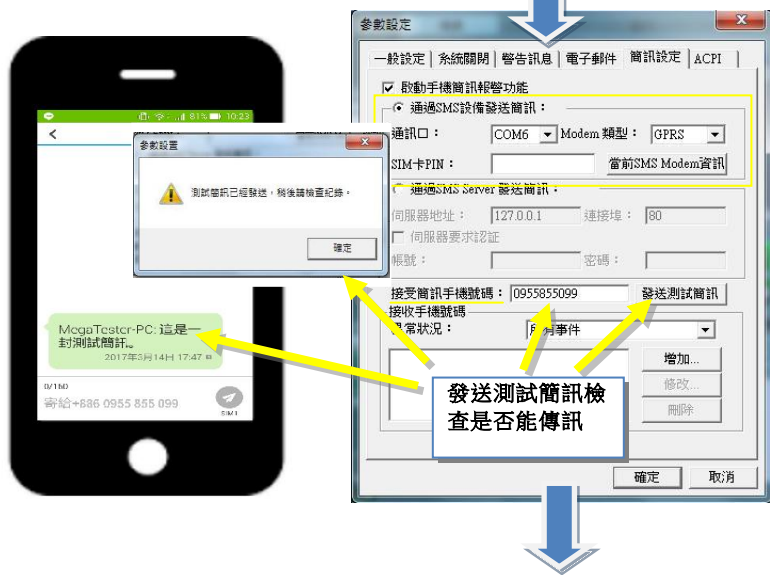 參數設定
一般設定
系統關閉
警告訊息
電子郵件
簡訊設定
ACPI
啟動手機簡訊報警功能
通過SMS設備發送簡訊：
通訊口：
COM6
Modem 類型：
GPRS
SIM卡PIN：
當前SMS Modem資訊
通過SMS Server 發送簡訊：
伺服器地址：
127.0.0.1
連接埠：
80
伺服器要求認証
帳號：
密碼：
接受簡訊手機號碼：
0955855099
發送測試簡訊
接收手機號碼
異常狀況：
所有事件
增加...
修改...
刪除
確定
取消
81%
10:23
參數設置
測試簡訊已經發送，稍後請檢查紀錄。
確定
MegaTester-PC: 這是一
封測試簡訊。
2017年3月14日 17:47
0/160
寄給+886 0955 855 099
SIM1
發送測試簡訊檢
查是否能傳訊